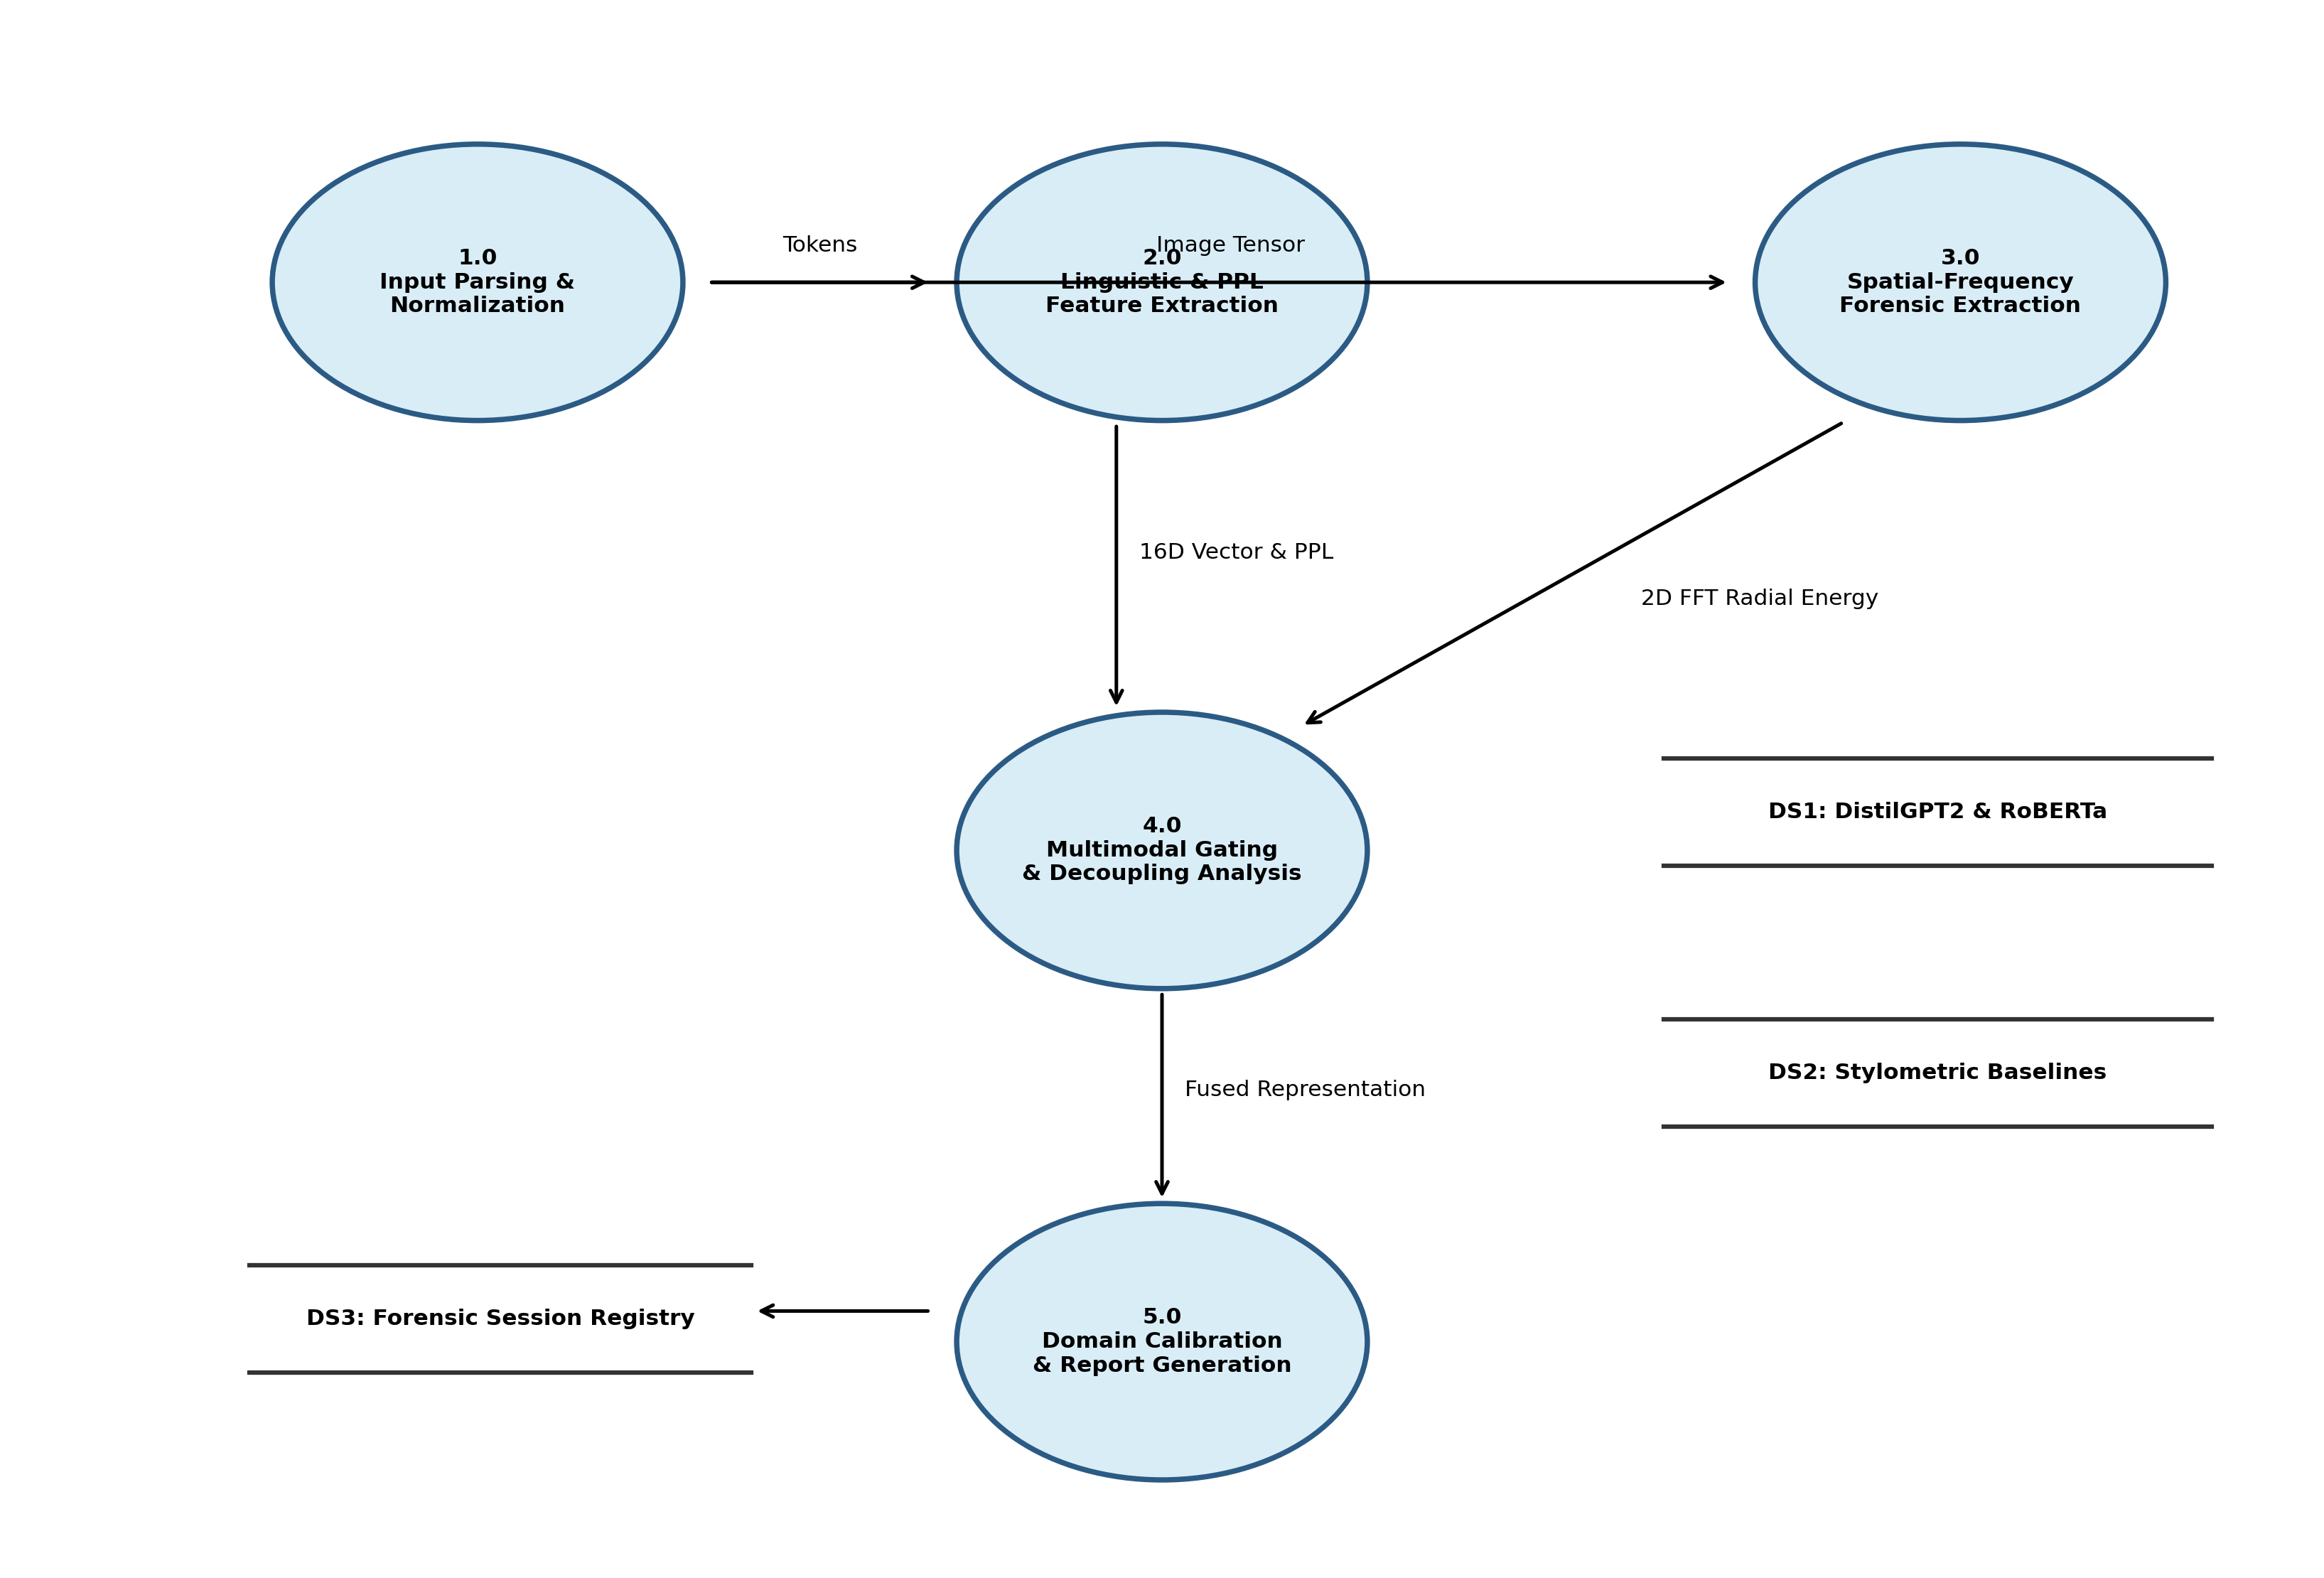 1.0
Input Parsing &
Normalization
Tokens
Image Tensor
2.0
Linguistic & PPL
Feature Extraction
3.0
Spatial-Frequency
Forensic Extraction
16D Vector & PPL
2D FFT Radial Energy
4.0
Multimodal Gating
& Decoupling Analysis
DS1: DistilGPT2 & RoBERTa
DS2: Stylometric Baselines
Fused Representation
DS3: Forensic Session Registry
5.0
Domain Calibration
& Report Generation